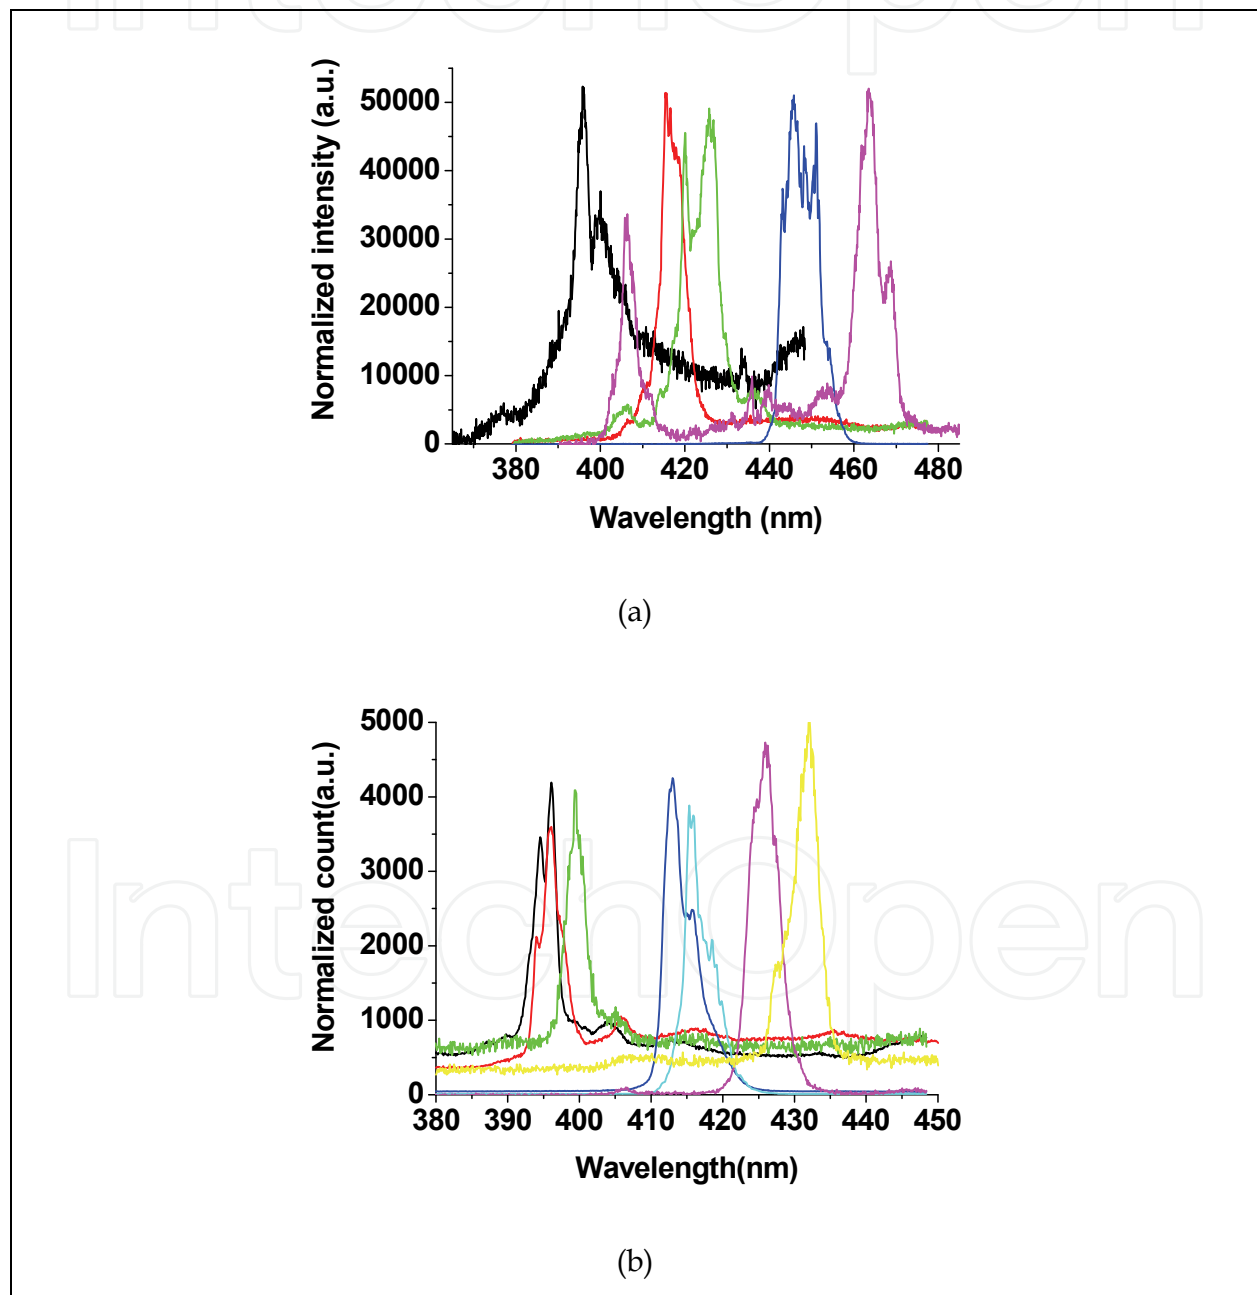 IntechOpen
Normalized intensity (a.u.)
50000
40000
30000
20000
10000
0
380 400 420 440 460 480
Wavelength (nm)
(a)
Normalized count(a.u.)
5000
4000
3000
2000
1000
0
380 390 400 410 420 430 440 450
Wavelength(nm)
IntechOpen
(b)